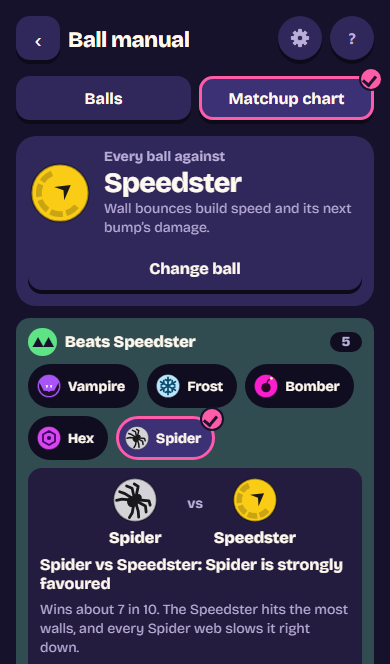 ‹ Ball manual ?
Balls Matchup chart
Every ball against
Speedster
Wall bounces build speed and its next
bump's damage.
Change ball
Beats Speedster 5
Vampire Frost Bomber
Hex Spider
vs
Spider Speedster
Spider vs Speedster: Spider is strongly
favoured
Wins about 7 in 10. The Speedster hits the most
walls, and every Spider web slows it right
down.